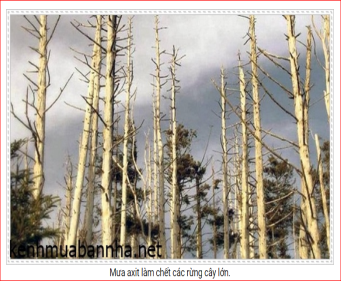 kenhmuabannha.net
Mưa axit làm chết các rừng cây lớn.